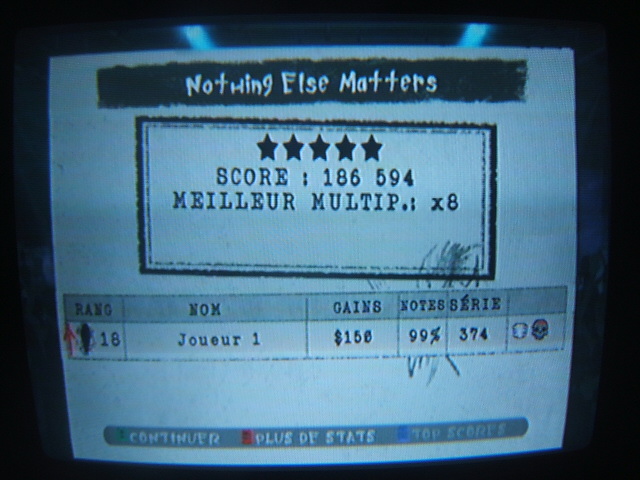 Nothing Else Matters
SCORE : 186 594
MEILLEUR MULTIP.: x8
RANG NOM GAINS NOTES SÉRIE
18 Joueur 1 $150 99% 374
CONTINUER PLUS DE STATS TOP SCORES